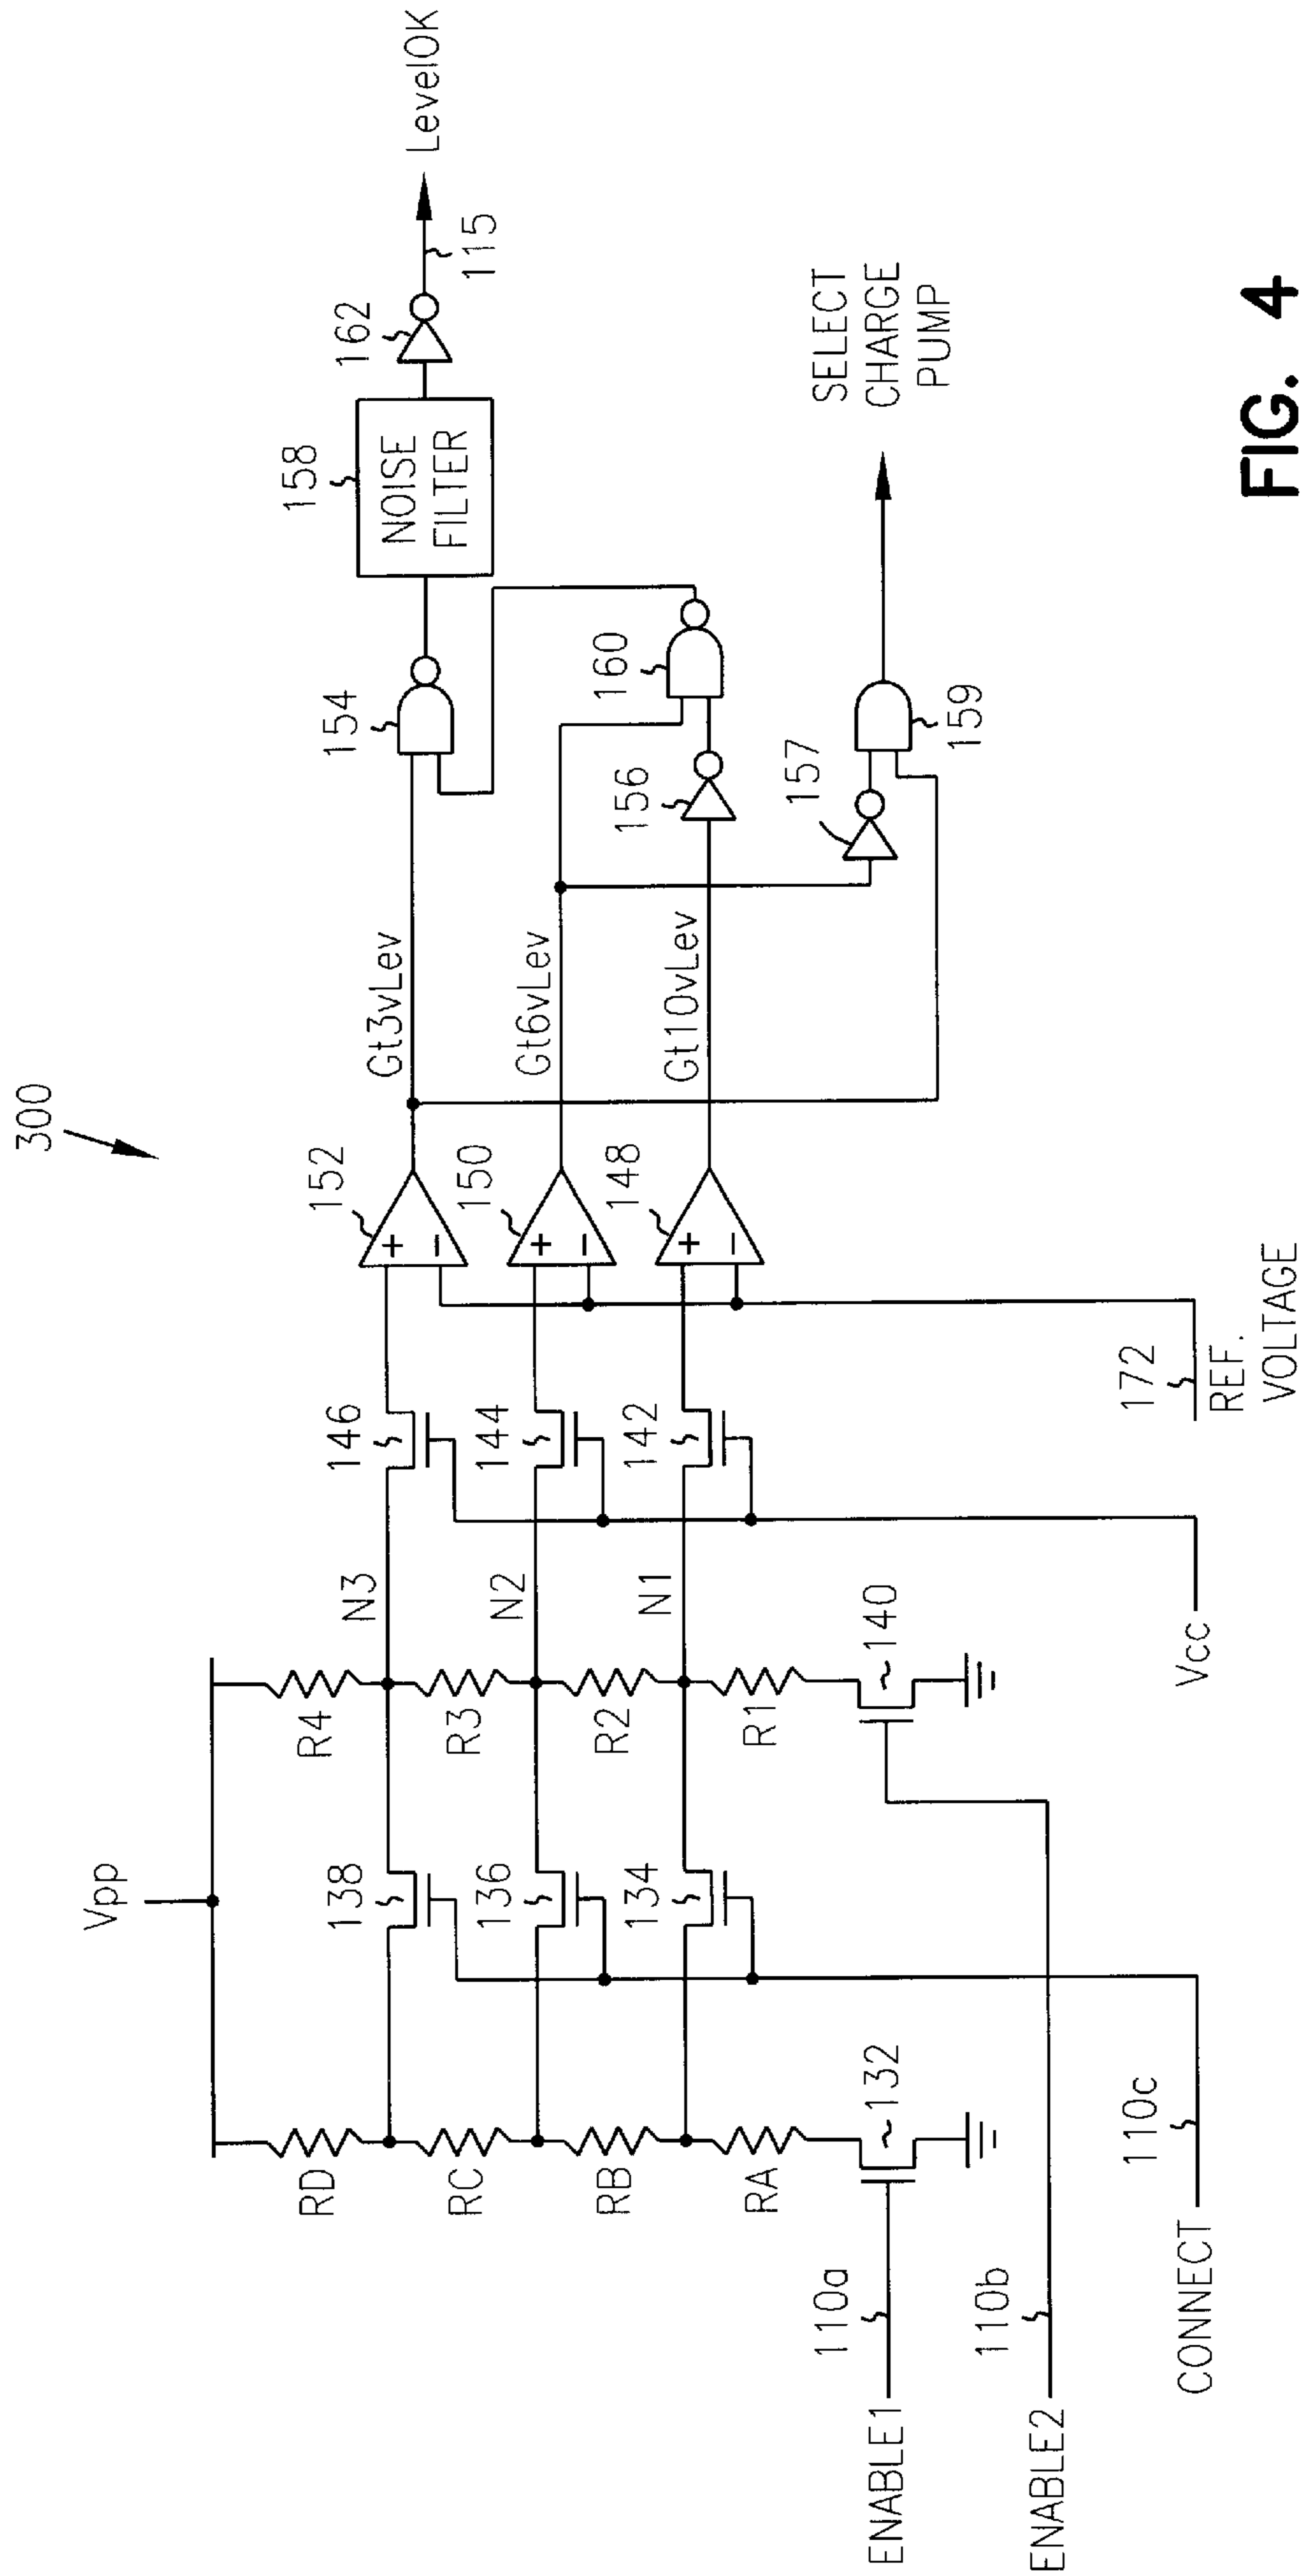 300
Vpp
RD
RC
RB
RA
R4
R3
R2
R1
138
136
134
132
140
N3
N2
N1
146
144
142
152
150
148
+
−
+
−
+
−
Gt3vLev
Gt6vLev
Gt10vLev
154
156
157
160
159
158
NOISE
FILTER
162
115
LevelOK
SELECT
CHARGE
PUMP
ENABLE1
110a
ENABLE2
110b
CONNECT
110c
Vcc
172
REF.
VOLTAGE
FIG. 4